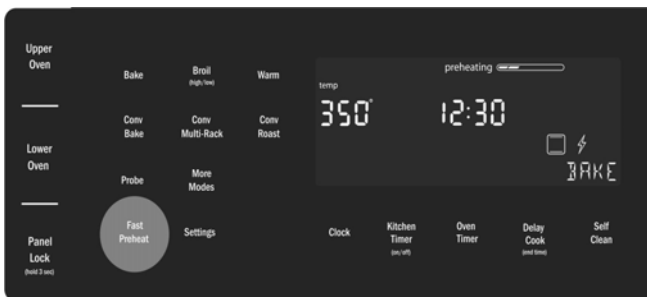 Upper
Oven
Lower
Oven
Panel
Lock
(hold 3 sec)
Bake
Broil
(high/low)
Warm
Conv
Bake
Conv
Multi-Rack
Conv
Roast
Probe
More
Modes
Fast
Preheat
Settings
preheating
temp
350°
12:30
BAKE
Clock
Kitchen
Timer
(on/off)
Oven
Timer
Delay
Cook
(end time)
Self
Clean